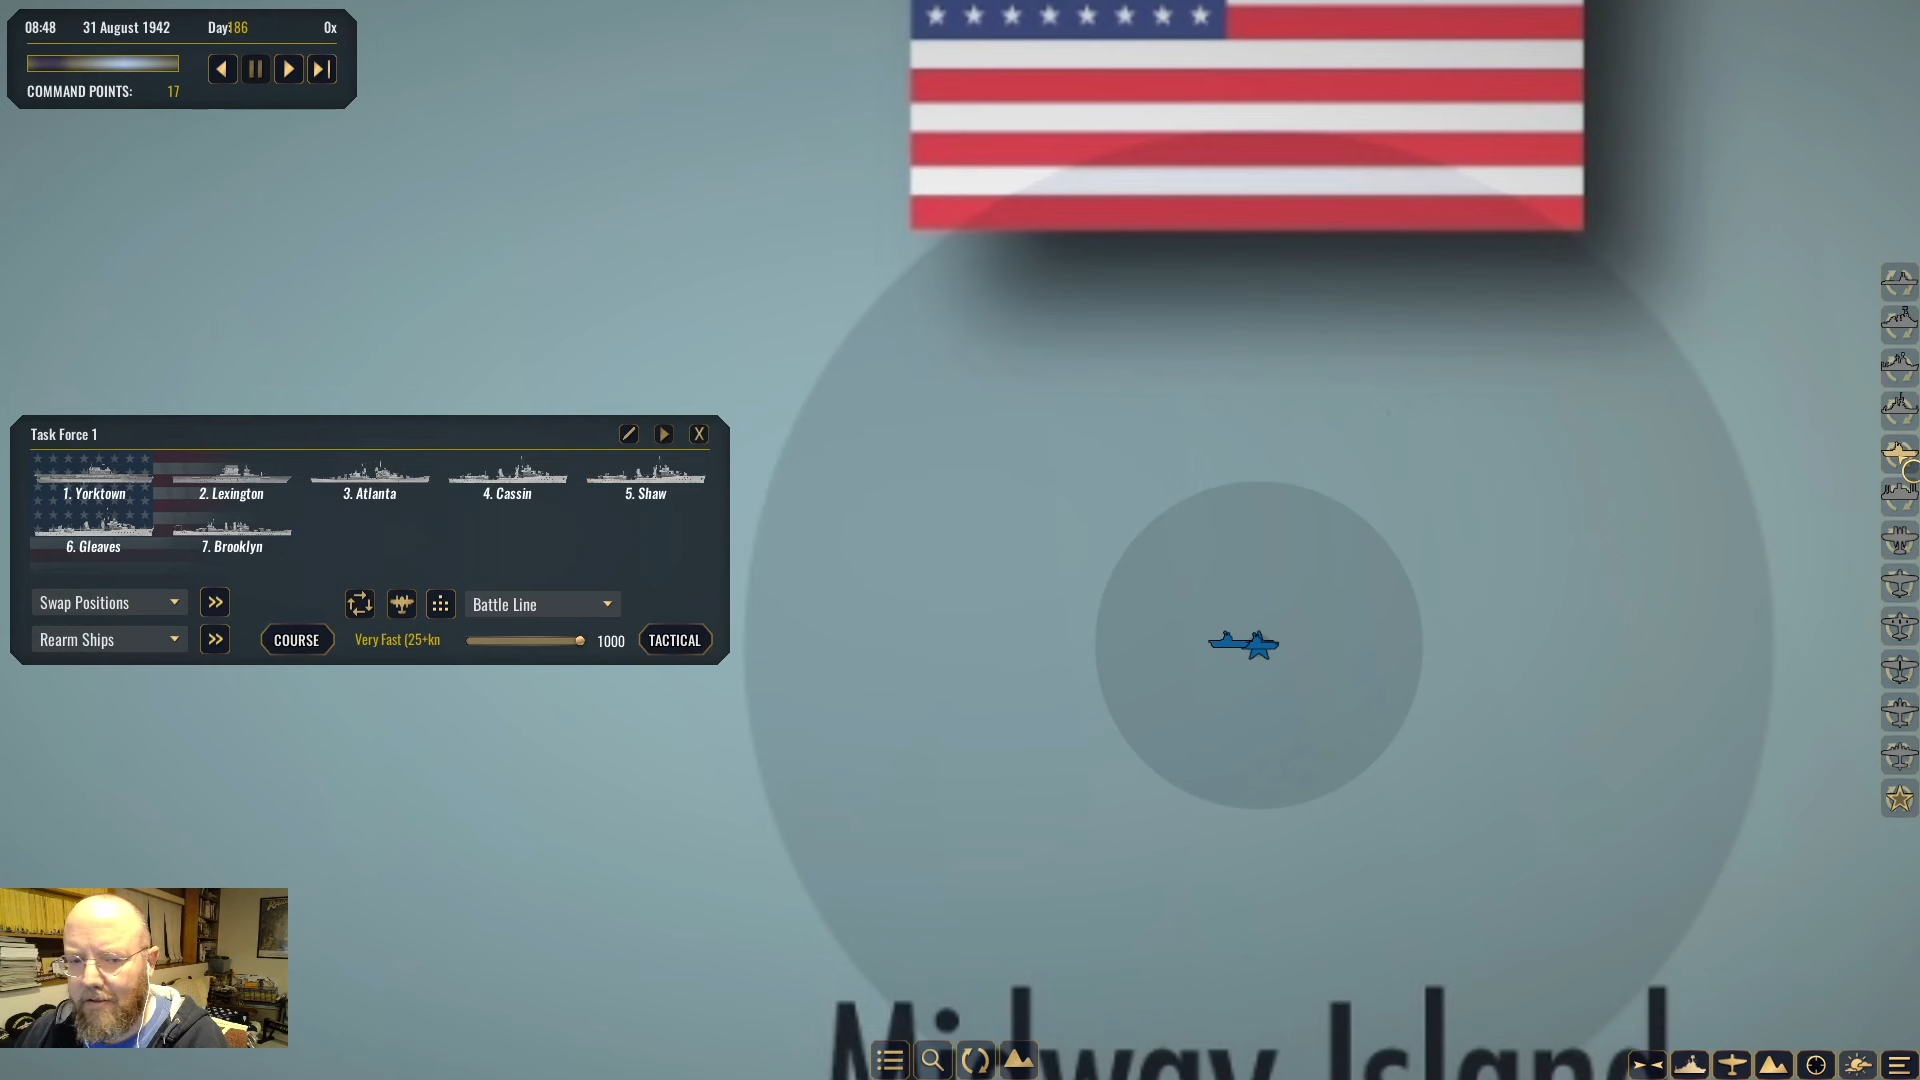 08:48 31 August 1942 Day:186 0x
COMMAND POINTS: 17
Task Force 1
1. Yorktown 2. Lexington 3. Atlanta 4. Cassin 5. Shaw
6. Gleaves 7. Brooklyn
Swap Positions Battle Line
Rearm Ships COURSE Very Fast (25+kn 1000 TACTICAL
Midway Island